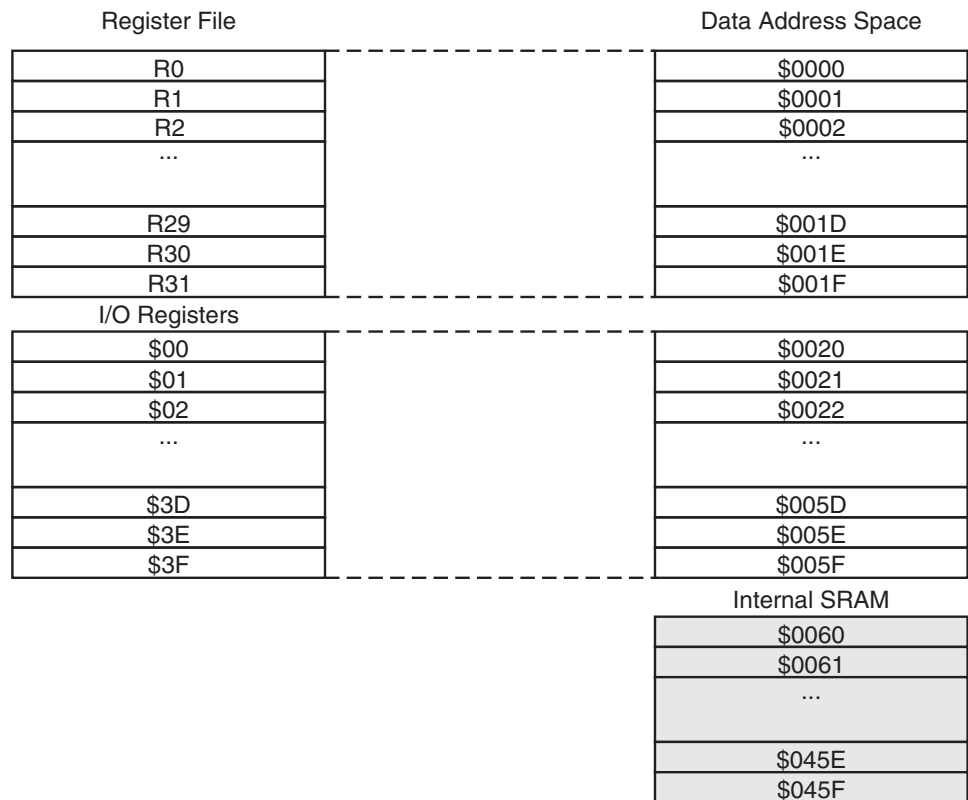 Register File
Data Address Space
R0
$0000
R1
$0001
R2
$0002
...
...
R29
$001D
R30
$001E
R31
$001F
I/O Registers
$00
$0020
$01
$0021
$02
$0022
...
...
$3D
$005D
$3E
$005E
$3F
$005F
Internal SRAM
$0060
$0061
...
$045E
$045F